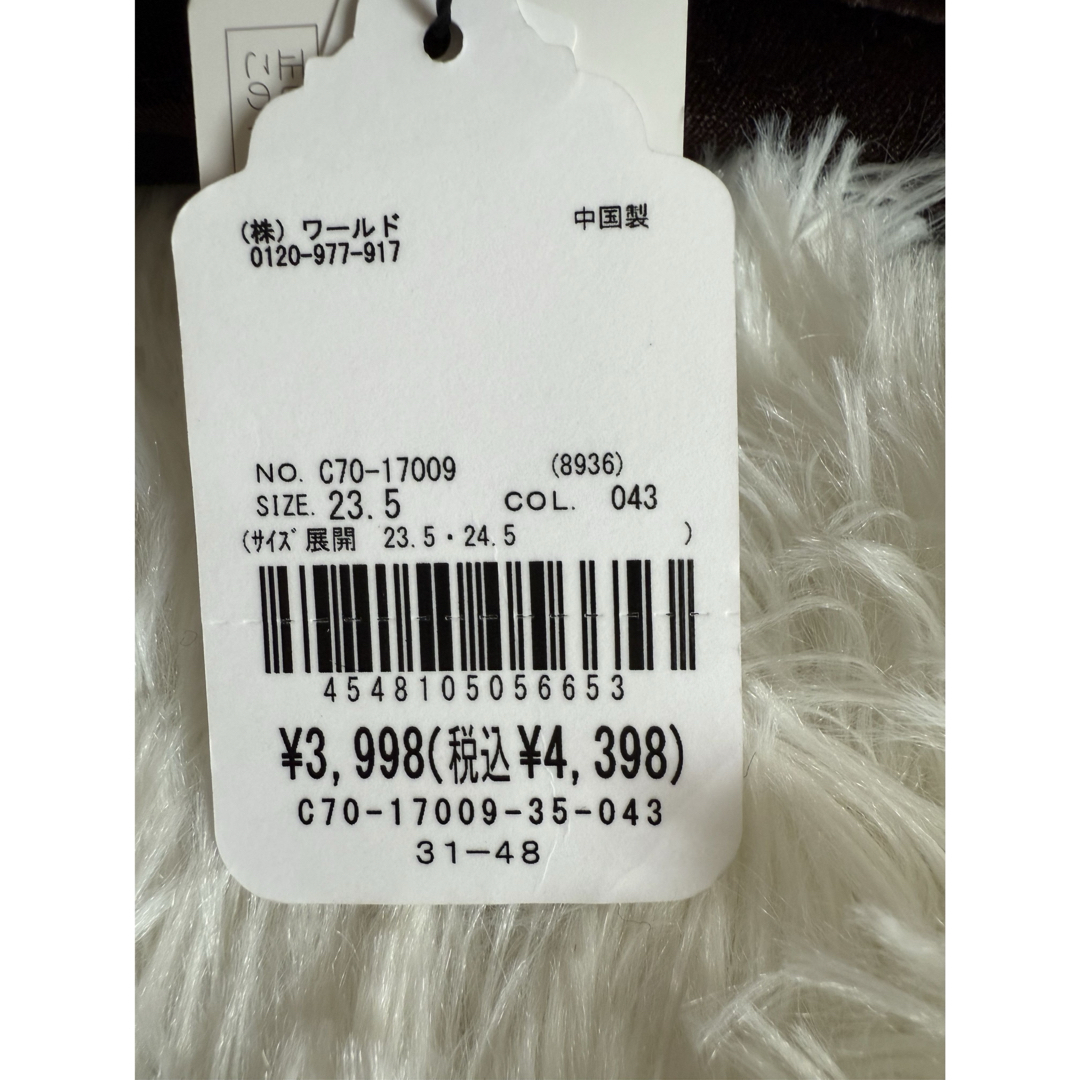 (株) ワールド
中国製
0120-977-917
NO. C70-17009 (8936)
SIZE. 23.5 COL. 043
(ｻｲｽﾞ展開 23.5・24.5 )
4548105056653
¥3,998(税込¥4,398)
C70-17009-35-043
31-48